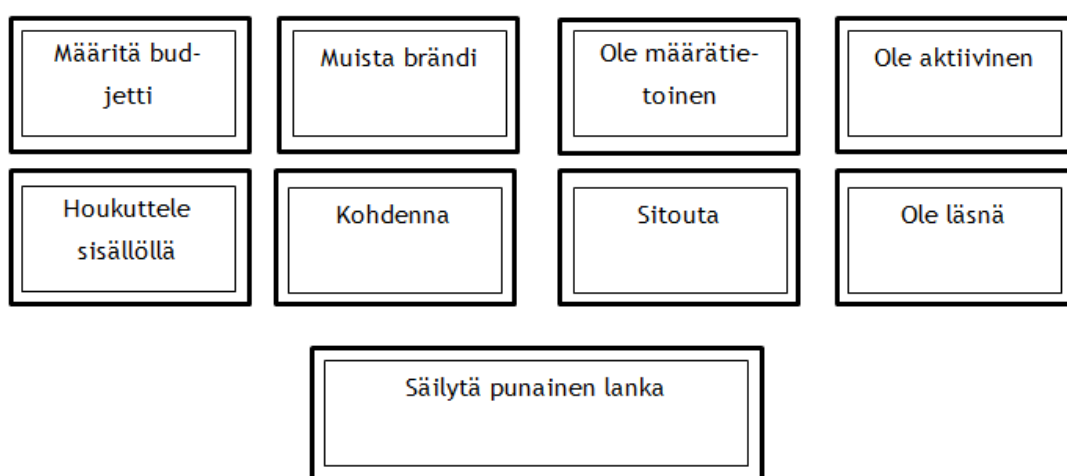 Määritä bud-
jetti
Muista brändi
Ole määrätie-
toinen
Ole aktiivinen
Houkuttele
sisällöllä
Kohdenna
Sitouta
Ole läsnä
Säilytä punainen lanka